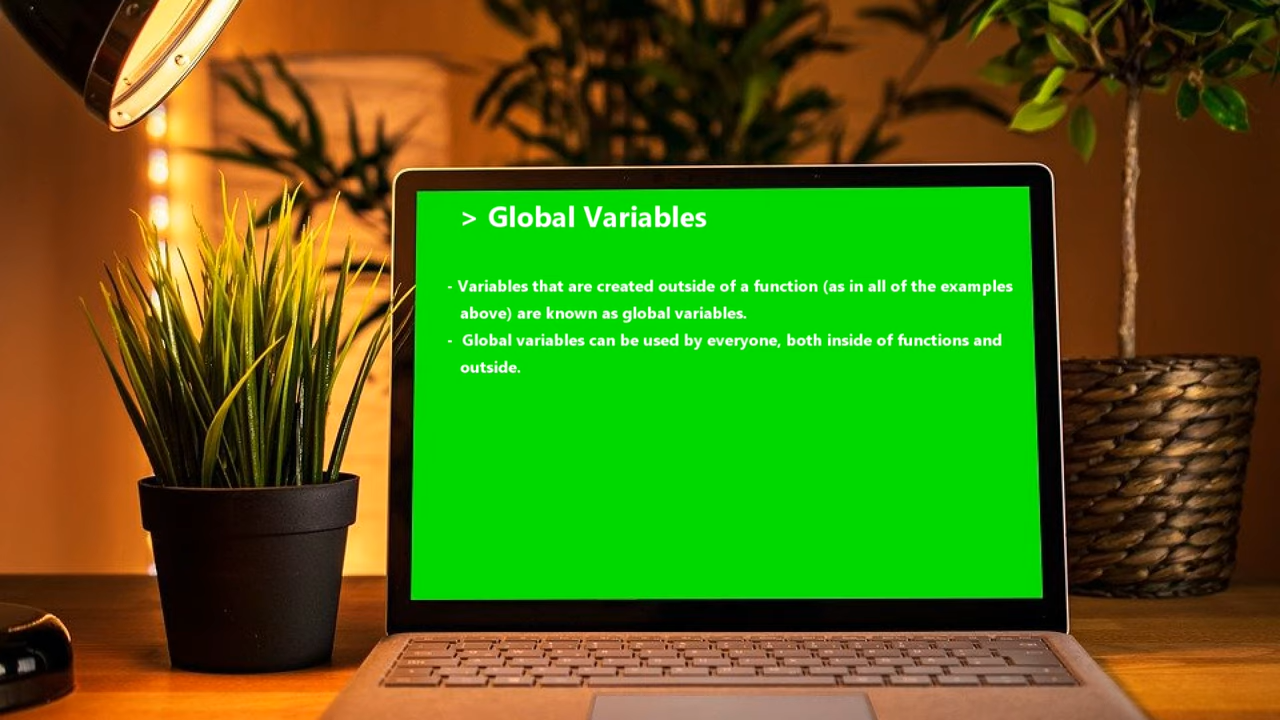 > Global Variables
- Variables that are created outside of a function (as in all of the examples
above) are known as global variables.
- Global variables can be used by everyone, both inside of functions and
outside.